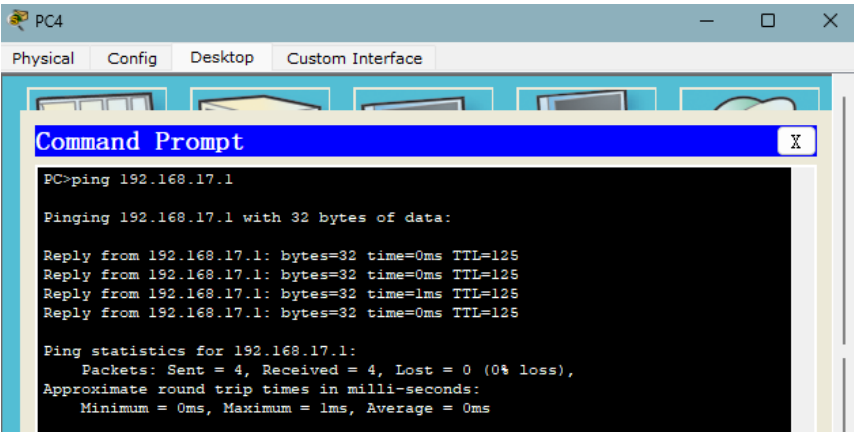 PC4
Physical Config Desktop Custom Interface
Command Prompt
X
PC>ping 192.168.17.1
Pinging 192.168.17.1 with 32 bytes of data:
Reply from 192.168.17.1: bytes=32 time=0ms TTL=125
Reply from 192.168.17.1: bytes=32 time=0ms TTL=125
Reply from 192.168.17.1: bytes=32 time=1ms TTL=125
Reply from 192.168.17.1: bytes=32 time=0ms TTL=125
Ping statistics for 192.168.17.1:
Packets: Sent = 4, Received = 4, Lost = 0 (0% loss),
Approximate round trip times in milli-seconds:
Minimum = 0ms, Maximum = 1ms, Average = 0ms